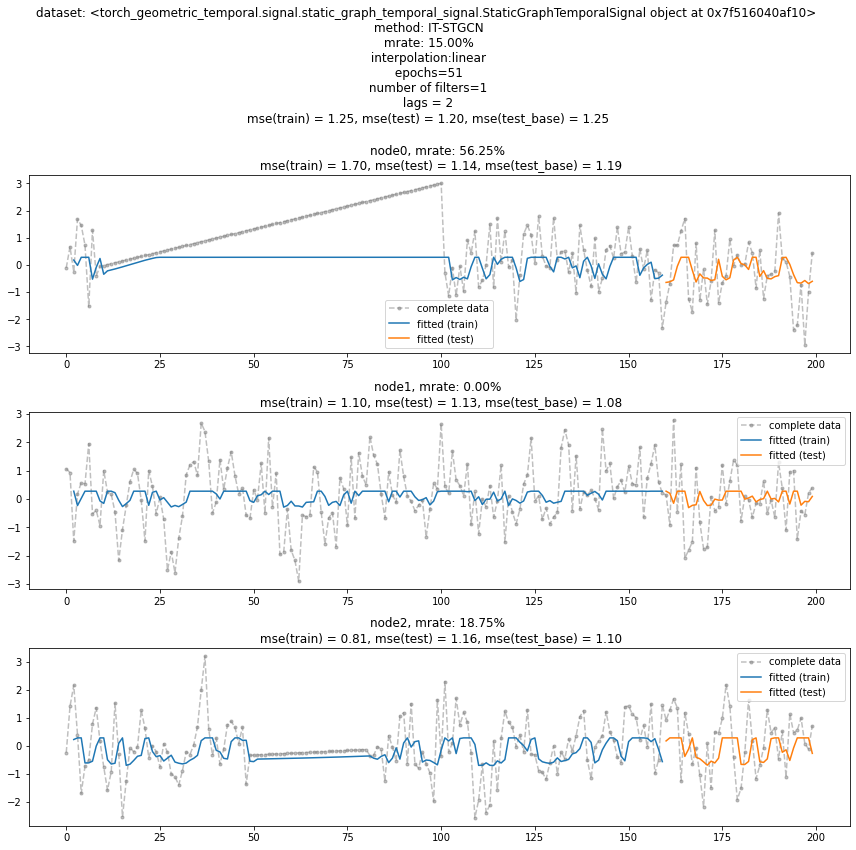 dataset: <torch_geometric_temporal.signal.static_graph_temporal_signal.StaticGraphTemporalSignal object at 0x7f516040af10>
method: IT-STGCN
mrate: 15.00%
interpolation:linear
epochs=51
number of filters=1
lags = 2
mse(train) = 1.25, mse(test) = 1.20, mse(test_base) = 1.25
node0, mrate: 56.25%
mse(train) = 1.70, mse(test) = 1.14, mse(test_base) = 1.19
3
2
1
0
−1
−2
−3
complete data
fitted (train)
fitted (test)
0 25 50 75 100 125 150 175 200
node1, mrate: 0.00%
mse(train) = 1.10, mse(test) = 1.13, mse(test_base) = 1.08
3
2
1
0
−1
−2
−3
complete data
fitted (train)
fitted (test)
0 25 50 75 100 125 150 175 200
node2, mrate: 18.75%
mse(train) = 0.81, mse(test) = 1.16, mse(test_base) = 1.10
3
2
1
0
−1
−2
complete data
fitted (train)
fitted (test)
0 25 50 75 100 125 150 175 200